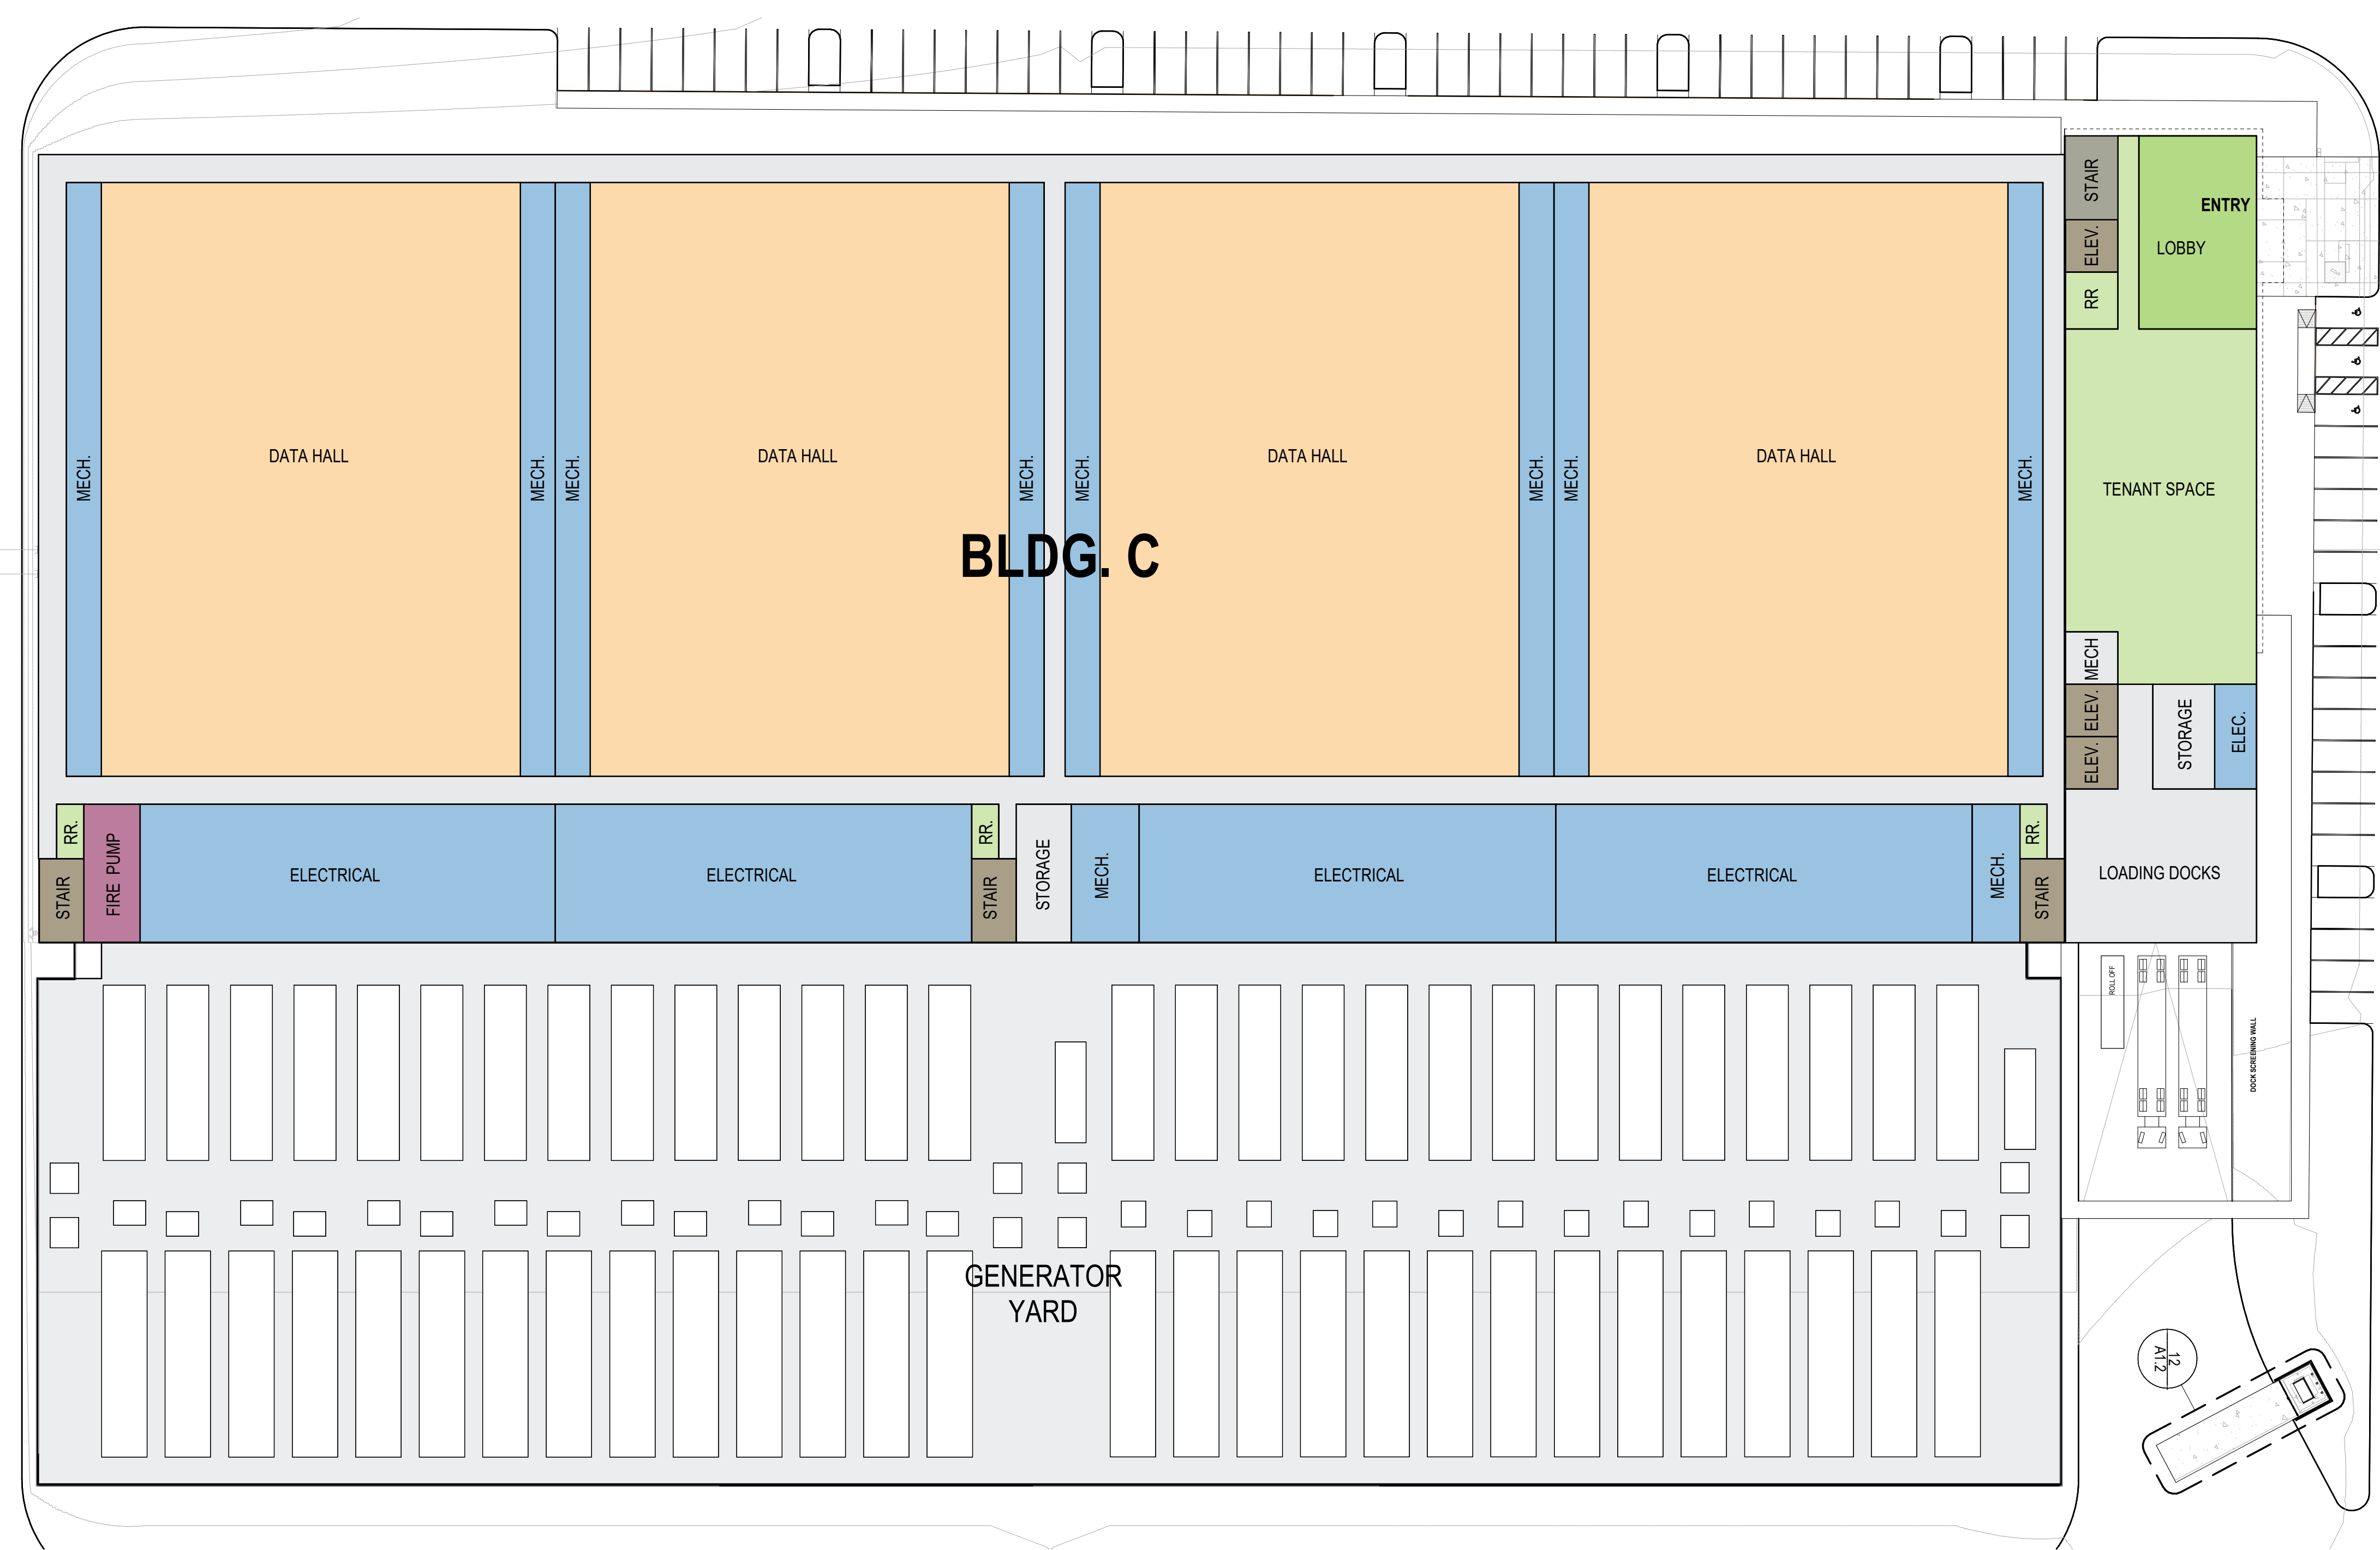 STAIR
ENTRY
ELEV.
LOBBY
RR
DATA HALL
DATA HALL
DATA HALL
DATA HALL
MECH.
MECH.
MECH.
MECH.
MECH.
MECH.
MECH.
MECH.
TENANT SPACE
BLDG. C
MECH
ELEV.
STORAGE
ELEC.
ELEV.
RR.
RR.
RR.
STAIR
FIRE PUMP
ELECTRICAL
ELECTRICAL
STAIR
STORAGE
MECH.
ELECTRICAL
ELECTRICAL
MECH.
STAIR
LOADING DOCKS
ROLL OFF
DOCK SCREENING WALL
GENERATOR
YARD
12
A1.2